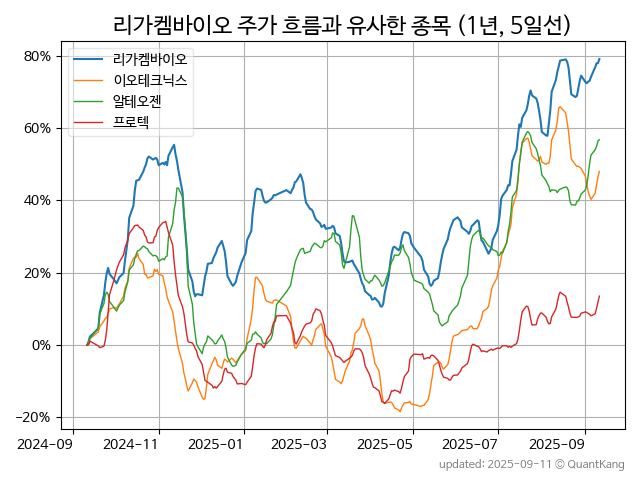 리가켐바이오 주가 흐름과 유사한 종목 (1년, 5일선)
리가켐바이오
이오테크닉스
알테오젠
프로텍
80%
60%
40%
20%
0%
−20%
2024-09 2024-11 2025-01 2025-03 2025-05 2025-07 2025-09
updated: 2025-09-11 © QuantKang